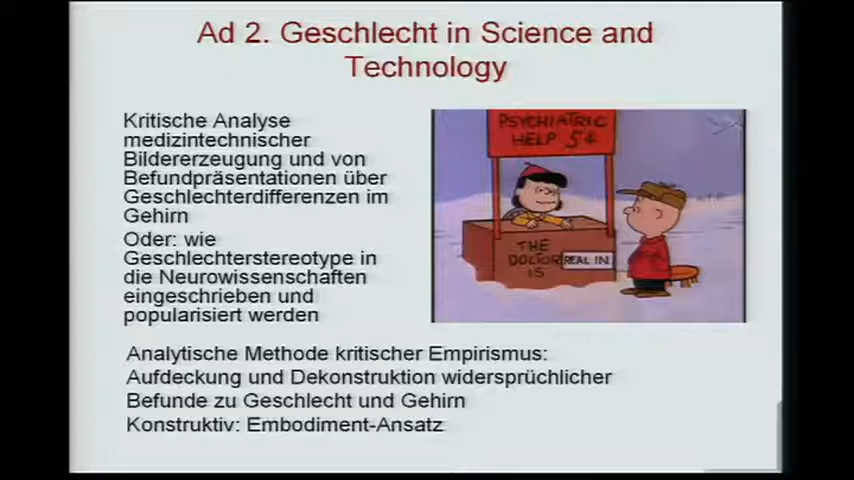 Ad 2. Geschlecht in Science and
Technology
Kritische Analyse
medizintechnischer
Bildererzeugung und von
Befundpräsentationen über
Geschlechterdifferenzen im
Gehirn
Oder: wie
Geschlechterstereotype in
die Neurowissenschaften
eingeschrieben und
popularisiert werden
PSYCHIATRIC
HELP 5¢
THE
DOCTOR
IS
REAL IN
Analytische Methode kritischer Empirismus:
Aufdeckung und Dekonstruktion widersprüchlicher
Befunde zu Geschlecht und Gehirn
Konstruktiv: Embodiment-Ansatz